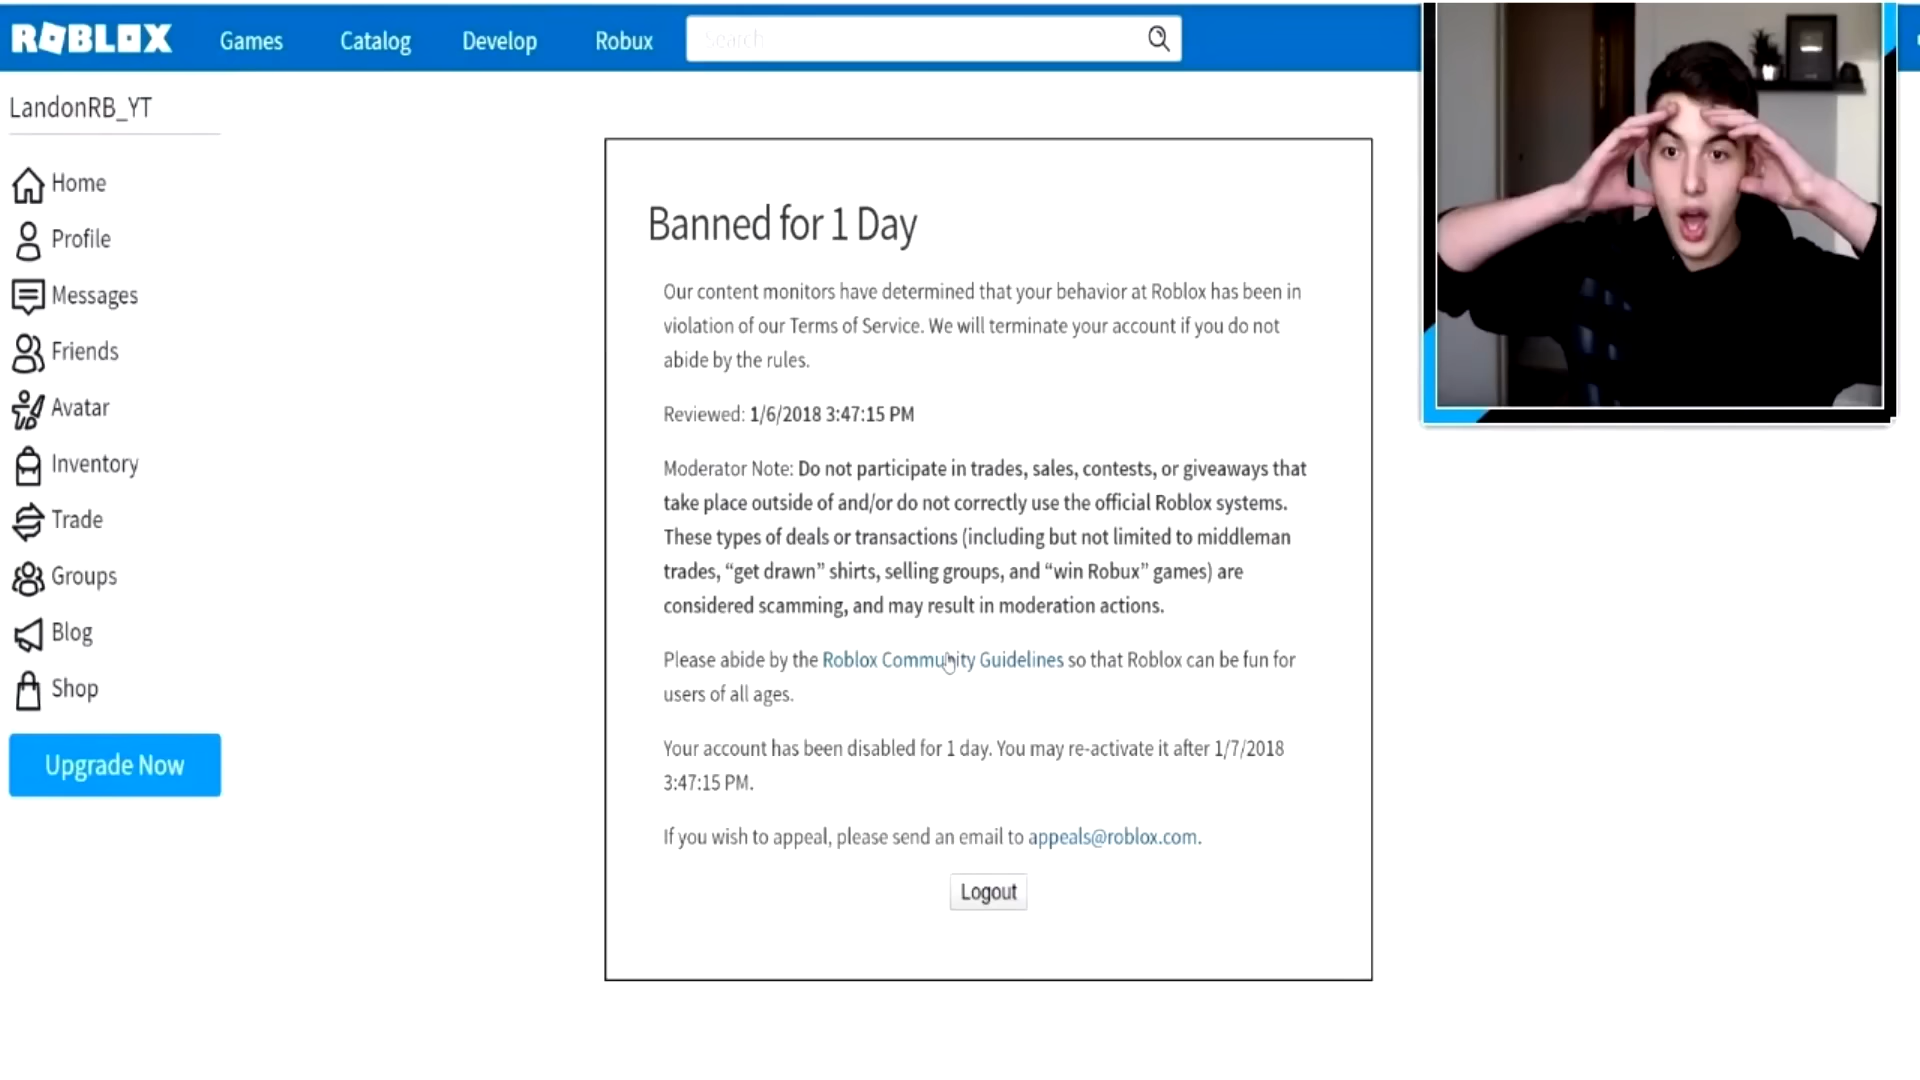 ROBLOX Games Catalog Develop Robux Search
LandonRB_YT
Home
Profile
Messages
Friends
Avatar
Inventory
Trade
Groups
Blog
Shop
Upgrade Now
Banned for 1 Day
Our content monitors have determined that your behavior at Roblox has been in
violation of our Terms of Service. We will terminate your account if you do not
abide by the rules.
Reviewed: 1/6/2018 3:47:15 PM
Moderator Note: Do not participate in trades, sales, contests, or giveaways that
take place outside of and/or do not correctly use the official Roblox systems.
These types of deals or transactions (including but not limited to middleman
trades, “get drawn” shirts, selling groups, and “win Robux” games) are
considered scamming, and may result in moderation actions.
Please abide by the Roblox Community Guidelines so that Roblox can be fun for
users of all ages.
Your account has been disabled for 1 day. You may re-activate it after 1/7/2018
3:47:15 PM.
If you wish to appeal, please send an email to appeals@roblox.com.
Logout